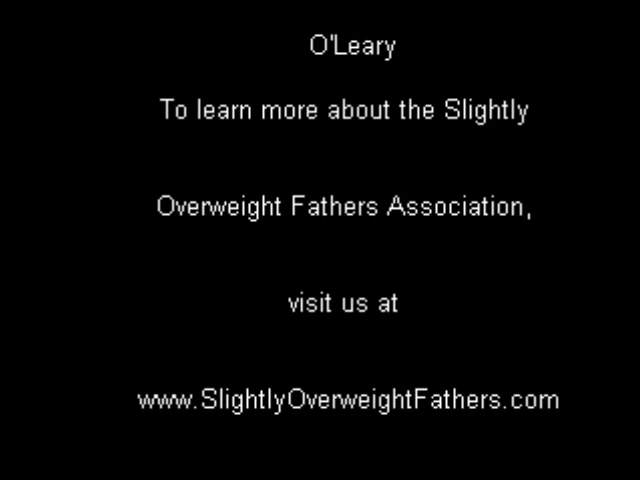 O'Leary
To learn more about the Slightly
Overweight Fathers Association,
visit us at
www.SlightlyOverweightFathers.com